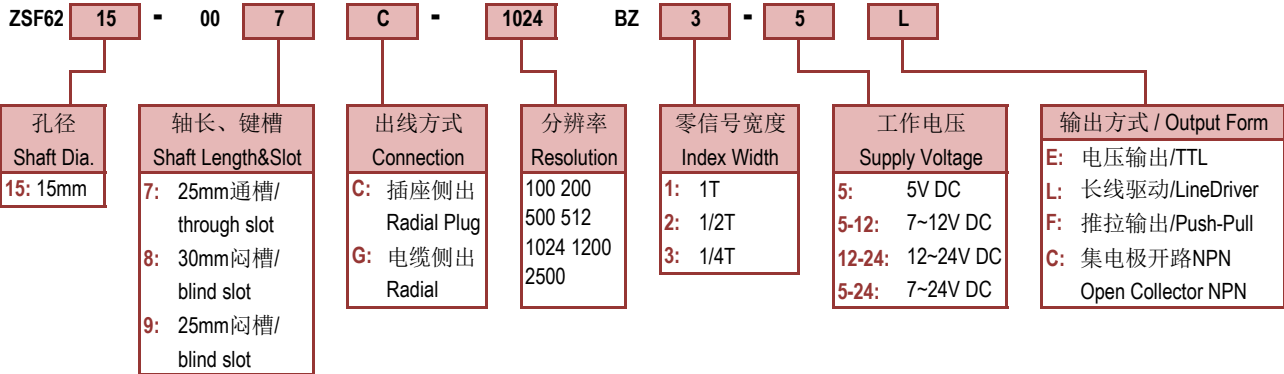 ZSF62 15 - 00 7 C - 1024 BZ 3 - 5 L
孔径
Shaft Dia.
15: 15mm
轴长、键槽
Shaft Length&Slot
7: 25mm通槽/
through slot
8: 30mm闷槽/
blind slot
9: 25mm闷槽/
blind slot
出线方式
Connection
C: 插座侧出
Radial Plug
G: 电缆侧出
Radial
分辨率
Resolution
100 200
500 512
1024 1200
2500
零信号宽度
Index Width
1: 1T
2: 1/2T
3: 1/4T
工作电压
Supply Voltage
5: 5V DC
5-12: 7~12V DC
12-24: 12~24V DC
5-24: 7~24V DC
输出方式 / Output Form
E: 电压输出/TTL
L: 长线驱动/LineDriver
F: 推拉输出/Push-Pull
C: 集电极开路NPN
Open Collector NPN